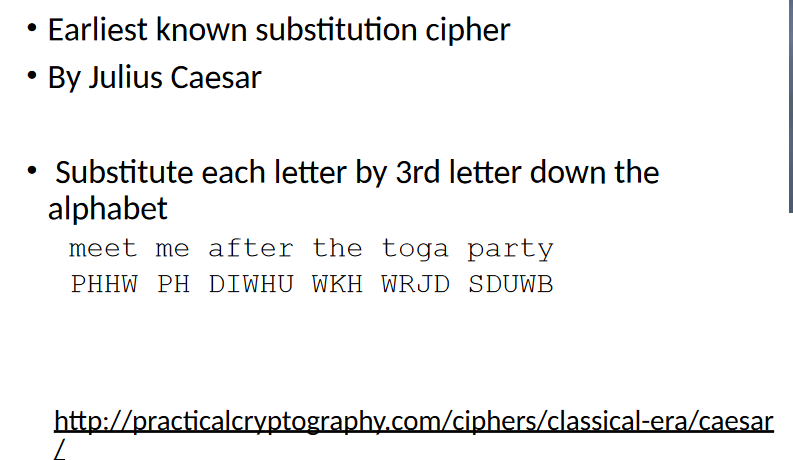 • Earliest known substitution cipher
• By Julius Caesar
• Substitute each letter by 3rd letter down the
alphabet
meet me after the toga party
PHHW PH DIWHU WKH WRJD SDUWB
http://practicalcryptography.com/ciphers/classical-era/caesar
/